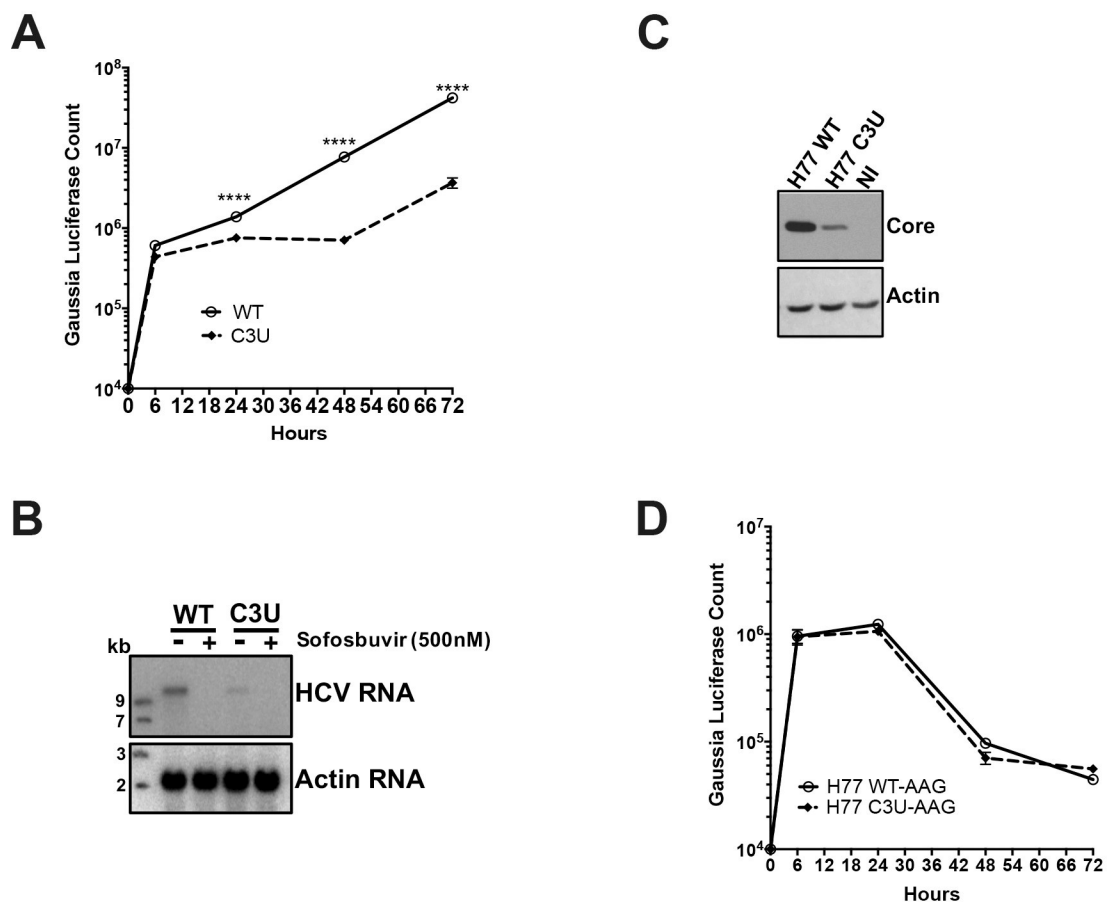 A
10^8
10^7
10^6
10^5
10^4
Gaussia Luciferase Count
****
****
****
WT
C3U
0 6 12 18 24 30 36 42 48 54 60 66 72
Hours
C
H77 WT
H77 C3U
NI
Core
Actin
B
WT C3U
kb - + - + Sofosbuvir (500nM)
9
7
HCV RNA
3
2
Actin RNA
D
10^7
10^6
10^5
10^4
Gaussia Luciferase Count
H77 WT-AAG
H77 C3U-AAG
0 6 12 18 24 30 36 42 48 54 60 66 72
Hours